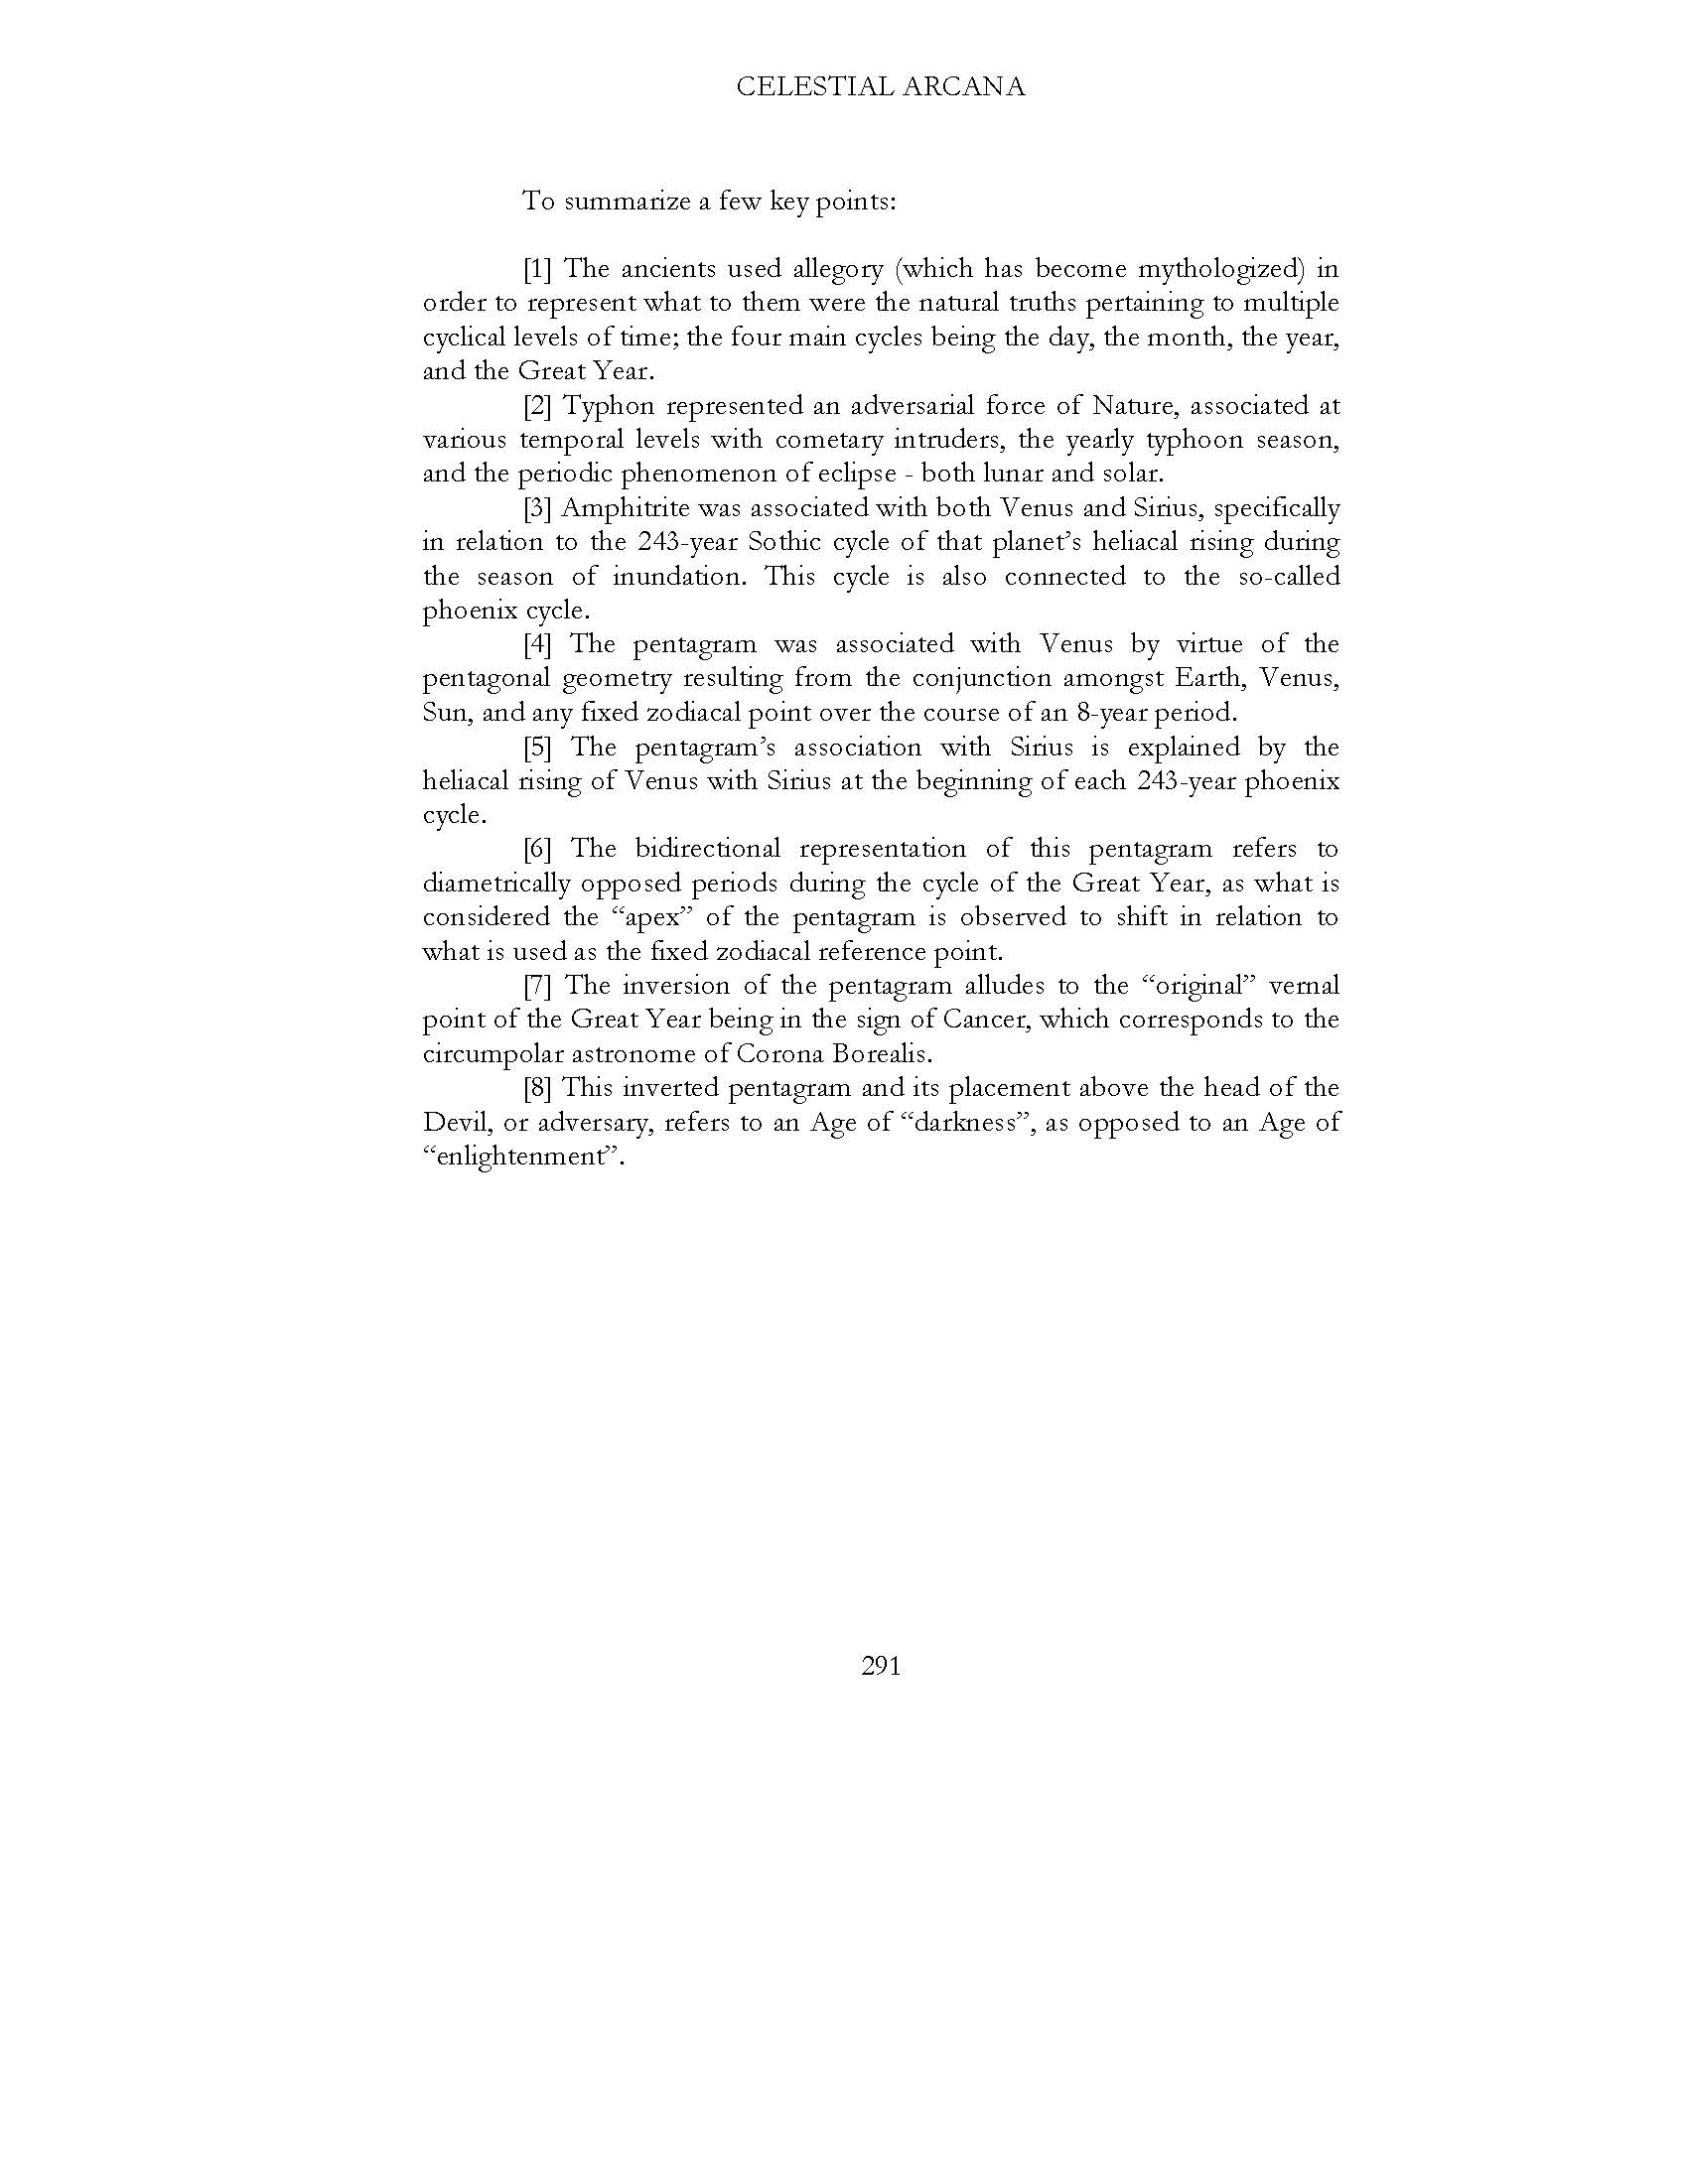 CELESTIAL ARCANA
To summarize a few key points:
[1] The ancients used allegory (which has become mythologized) in
order to represent what to them were the natural truths pertaining to multiple
cyclical levels of time; the four main cycles being the day, the month, the year,
and the Great Year.
[2] Typhon represented an adversarial force of Nature, associated at
various temporal levels with cometary intruders, the yearly typhoon season,
and the periodic phenomenon of eclipse - both lunar and solar.
[3] Amphitrite was associated with both Venus and Sirius, specifically
in relation to the 243-year Sothic cycle of that planet’s heliacal rising during
the season of inundation. This cycle is also connected to the so-called
phoenix cycle.
[4] The pentagram was associated with Venus by virtue of the
pentagonal geometry resulting from the conjunction amongst Earth, Venus,
Sun, and any fixed zodiacal point over the course of an 8-year period.
[5] The pentagram’s association with Sirius is explained by the
heliacal rising of Venus with Sirius at the beginning of each 243-year phoenix
cycle.
[6] The bidirectional representation of this pentagram refers to
diametrically opposed periods during the cycle of the Great Year, as what is
considered the “apex” of the pentagram is observed to shift in relation to
what is used as the fixed zodiacal reference point.
[7] The inversion of the pentagram alludes to the “original” vernal
point of the Great Year being in the sign of Cancer, which corresponds to the
circumpolar astronome of Corona Borealis.
[8] This inverted pentagram and its placement above the head of the
Devil, or adversary, refers to an Age of “darkness”, as opposed to an Age of
“enlightenment”.
291